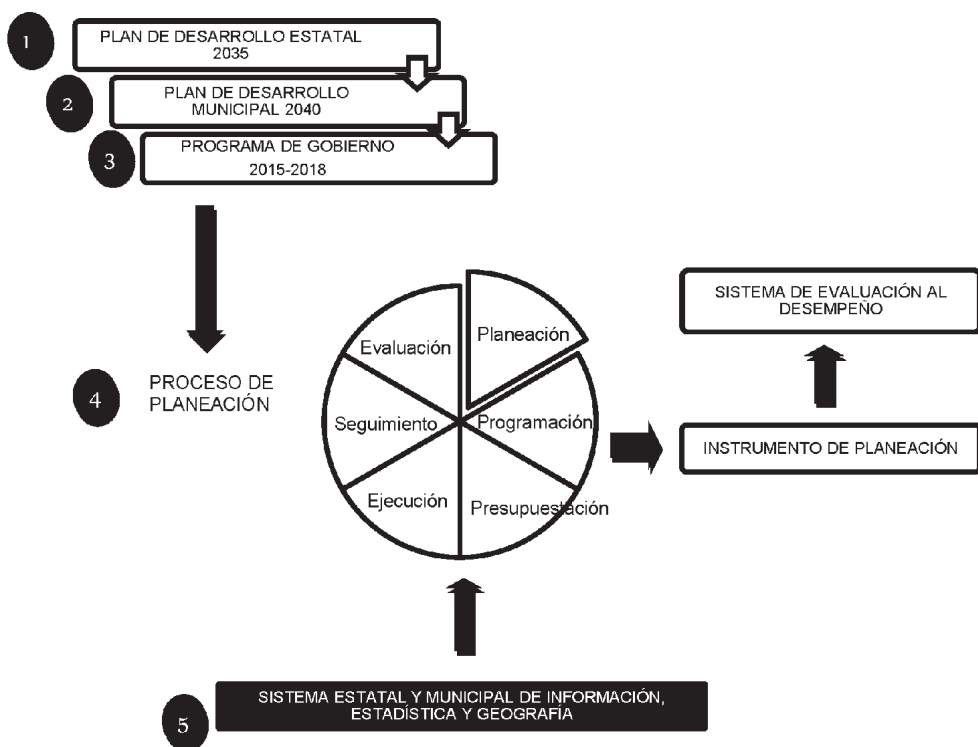 1
PLAN DE DESARROLLO ESTATAL
2035
2
PLAN DE DESARROLLO
MUNICIPAL 2040
3
PROGRAMA DE GOBIERNO
2015-2018
4
PROCESO DE
PLANEACIÓN
Evaluación
Planeación
Seguimiento
Programación
Ejecución
Presupuestación
SISTEMA DE EVALUACIÓN AL
DESEMPEÑO
INSTRUMENTO DE PLANEACIÓN
5
SISTEMA ESTATAL Y MUNICIPAL DE INFORMACIÓN,
ESTADÍSTICA Y GEOGRAFÍA